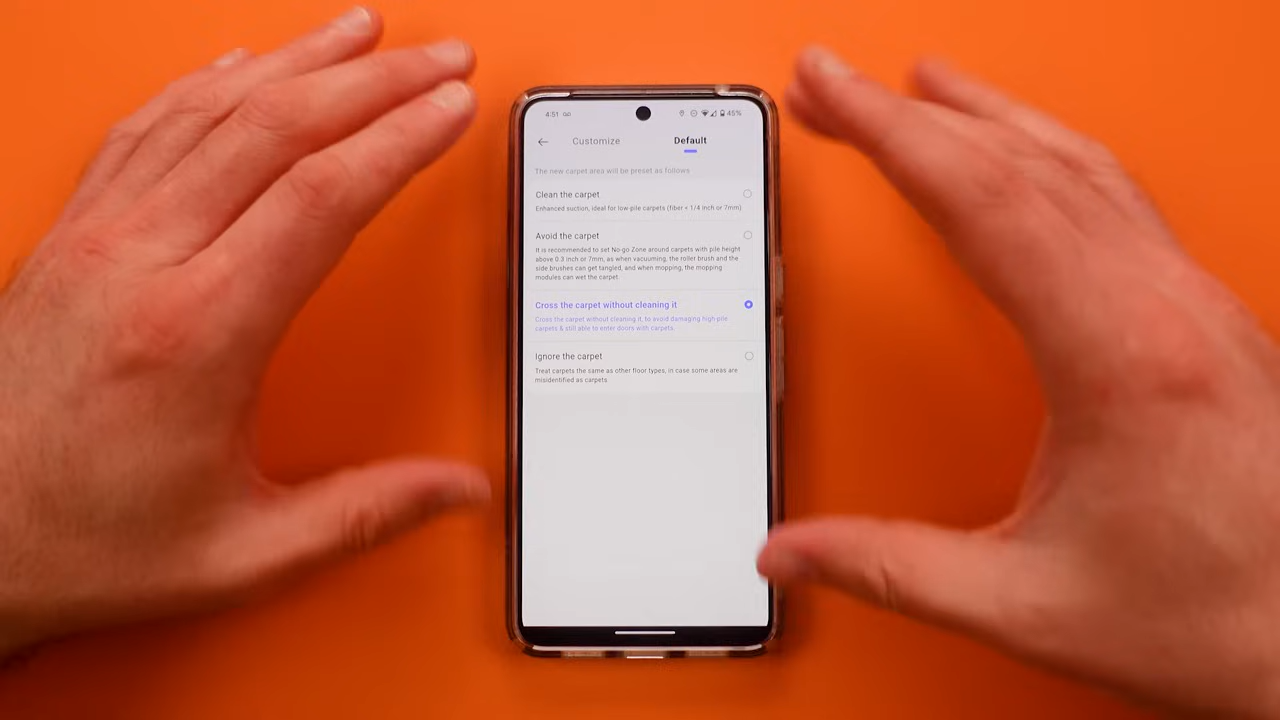 4:51
45%
Customize
Default
The new carpet area will be preset as follows
Clean the carpet
Enhanced suction, ideal for low-pile carpets (fiber < 1/4 inch or 7mm)
Avoid the carpet
It is recommended to set No go Zone around carpets with pile height
above 0.3 inch or 7mm, as when vacuuming, the roller brush and the
side brushes can get tangled, and when mopping, the mopping
modules can wet the carpet.
Cross the carpet without cleaning it
Cross the carpet without cleaning it, to avoid damaging high-pile
carpets & still able to enter doors with carpets.
Ignore the carpet
Treat carpets the same as other floor types, in case some areas are
misidentified as carpets